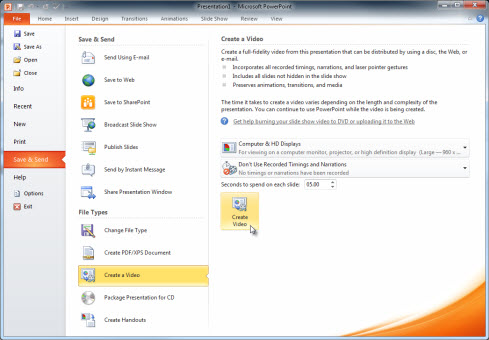 Presentation1 - Microsoft PowerPoint
File Home Insert Design Transitions Animations Slide Show Review View
Save
Save As
Open
Close
Info
Recent
New
Print
Save & Send
Help
Options
Exit
Save & Send
Send Using E-mail
Save to Web
Save to SharePoint
Broadcast Slide Show
Publish Slides
Send by Instant Message
Share Presentation Window
File Types
Change File Type
Create PDF/XPS Document
Create a Video
Package Presentation for CD
Create Handouts
Create a Video
Create a full-fidelity video from this presentation that can be distributed by using a disc, the Web, or
e-mail.
Incorporates all recorded timings, narrations, and laser pointer gestures
Includes all slides not hidden in the slide show
Preserves animations, transitions, and media
The time it takes to create a video varies depending on the length and complexity of the
presentation. You can continue to use PowerPoint while the video is being created.
Get help burning your slide show video to DVD or uploading it to the Web
Computer & HD Displays
For viewing on a computer monitor, projector, or high definition display (Large -- 960 x ...
Don't Use Recorded Timings and Narrations
No timings or narrations have been recorded
Seconds to spend on each slide: 05.00
Create
Video